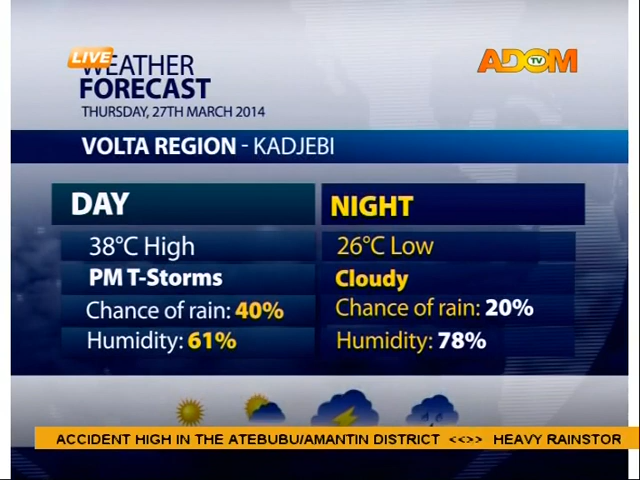 LIVE
WEATHER
FORECAST
THURSDAY, 27TH MARCH 2014
ADOM TV
VOLTA REGION - KADJEBI
DAY
38°C High
PM T-Storms
Chance of rain: 40%
Humidity: 61%
NIGHT
26°C Low
Cloudy
Chance of rain: 20%
Humidity: 78%
ACCIDENT HIGH IN THE ATEBUBU/AMANTIN DISTRICT <<>> HEAVY RAINSTOR